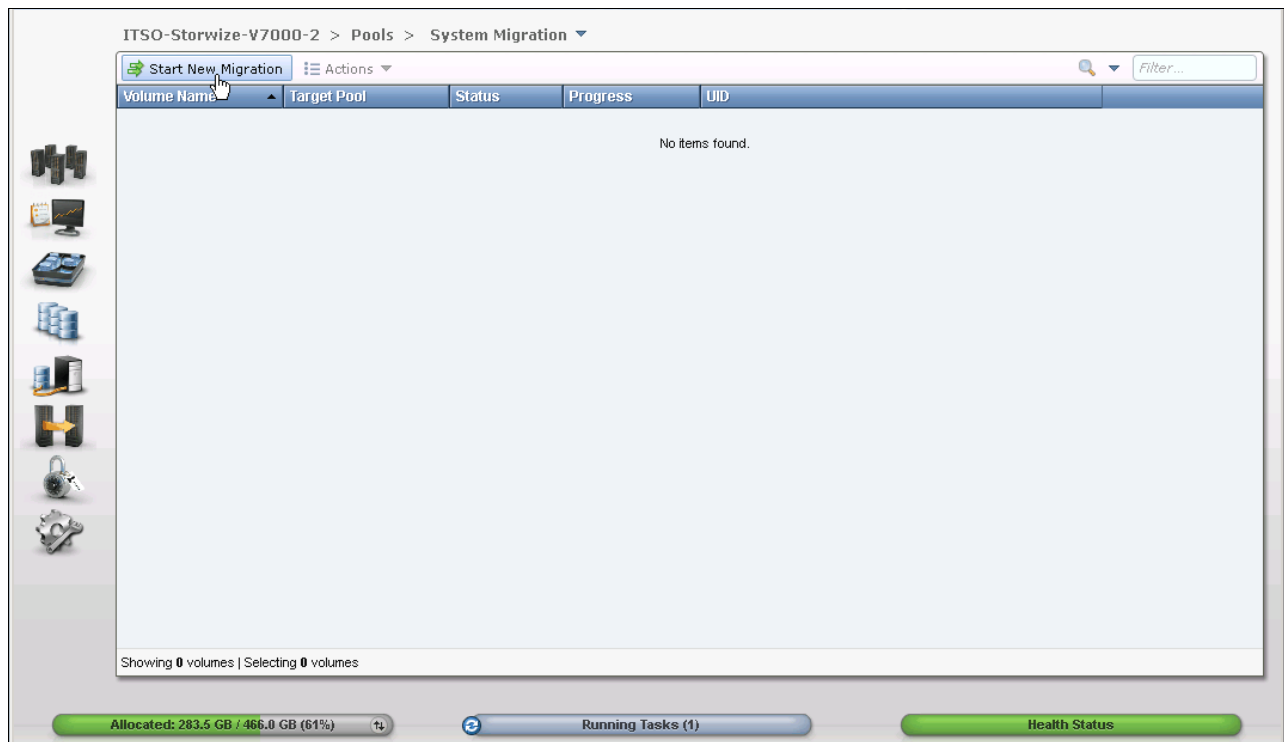 ITSO-Storwize-V7000-2 > Pools > System Migration
Start New Migration Actions Filter...
Volume Name Target Pool Status Progress UID
No items found.
Showing 0 volumes | Selecting 0 volumes
Allocated: 283.5 GB / 466.0 GB (61%) Running Tasks (1) Health Status